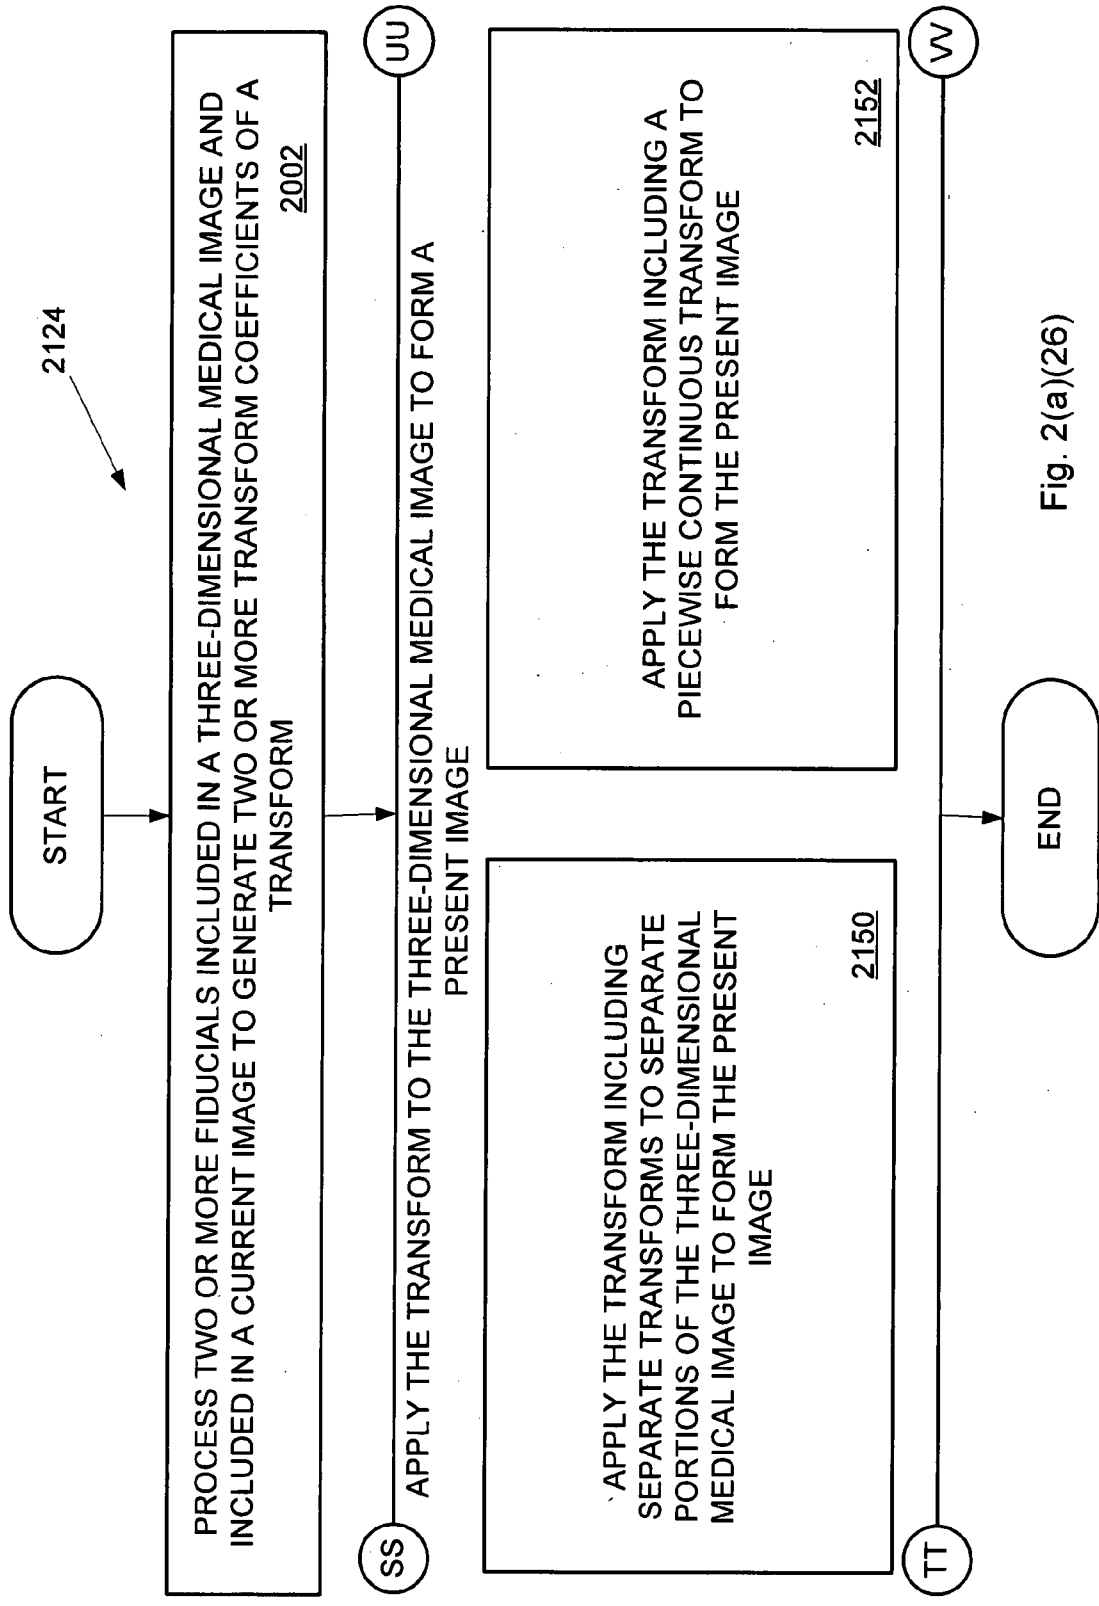 2124
START
PROCESS TWO OR MORE FIDUCIALS INCLUDED IN A THREE-DIMENSIONAL MEDICAL IMAGE AND
INCLUDED IN A CURRENT IMAGE TO GENERATE TWO OR MORE TRANSFORM COEFFICIENTS OF A
TRANSFORM
2002
SS
UU
APPLY THE TRANSFORM TO THE THREE-DIMENSIONAL MEDICAL IMAGE TO FORM A
PRESENT IMAGE
APPLY THE TRANSFORM INCLUDING
SEPARATE TRANSFORMS TO SEPARATE
PORTIONS OF THE THREE-DIMENSIONAL
MEDICAL IMAGE TO FORM THE PRESENT
IMAGE
2150
APPLY THE TRANSFORM INCLUDING A
PIECEWISE CONTINUOUS TRANSFORM TO
FORM THE PRESENT IMAGE
2152
TT
VV
END
Fig. 2(a)(26)